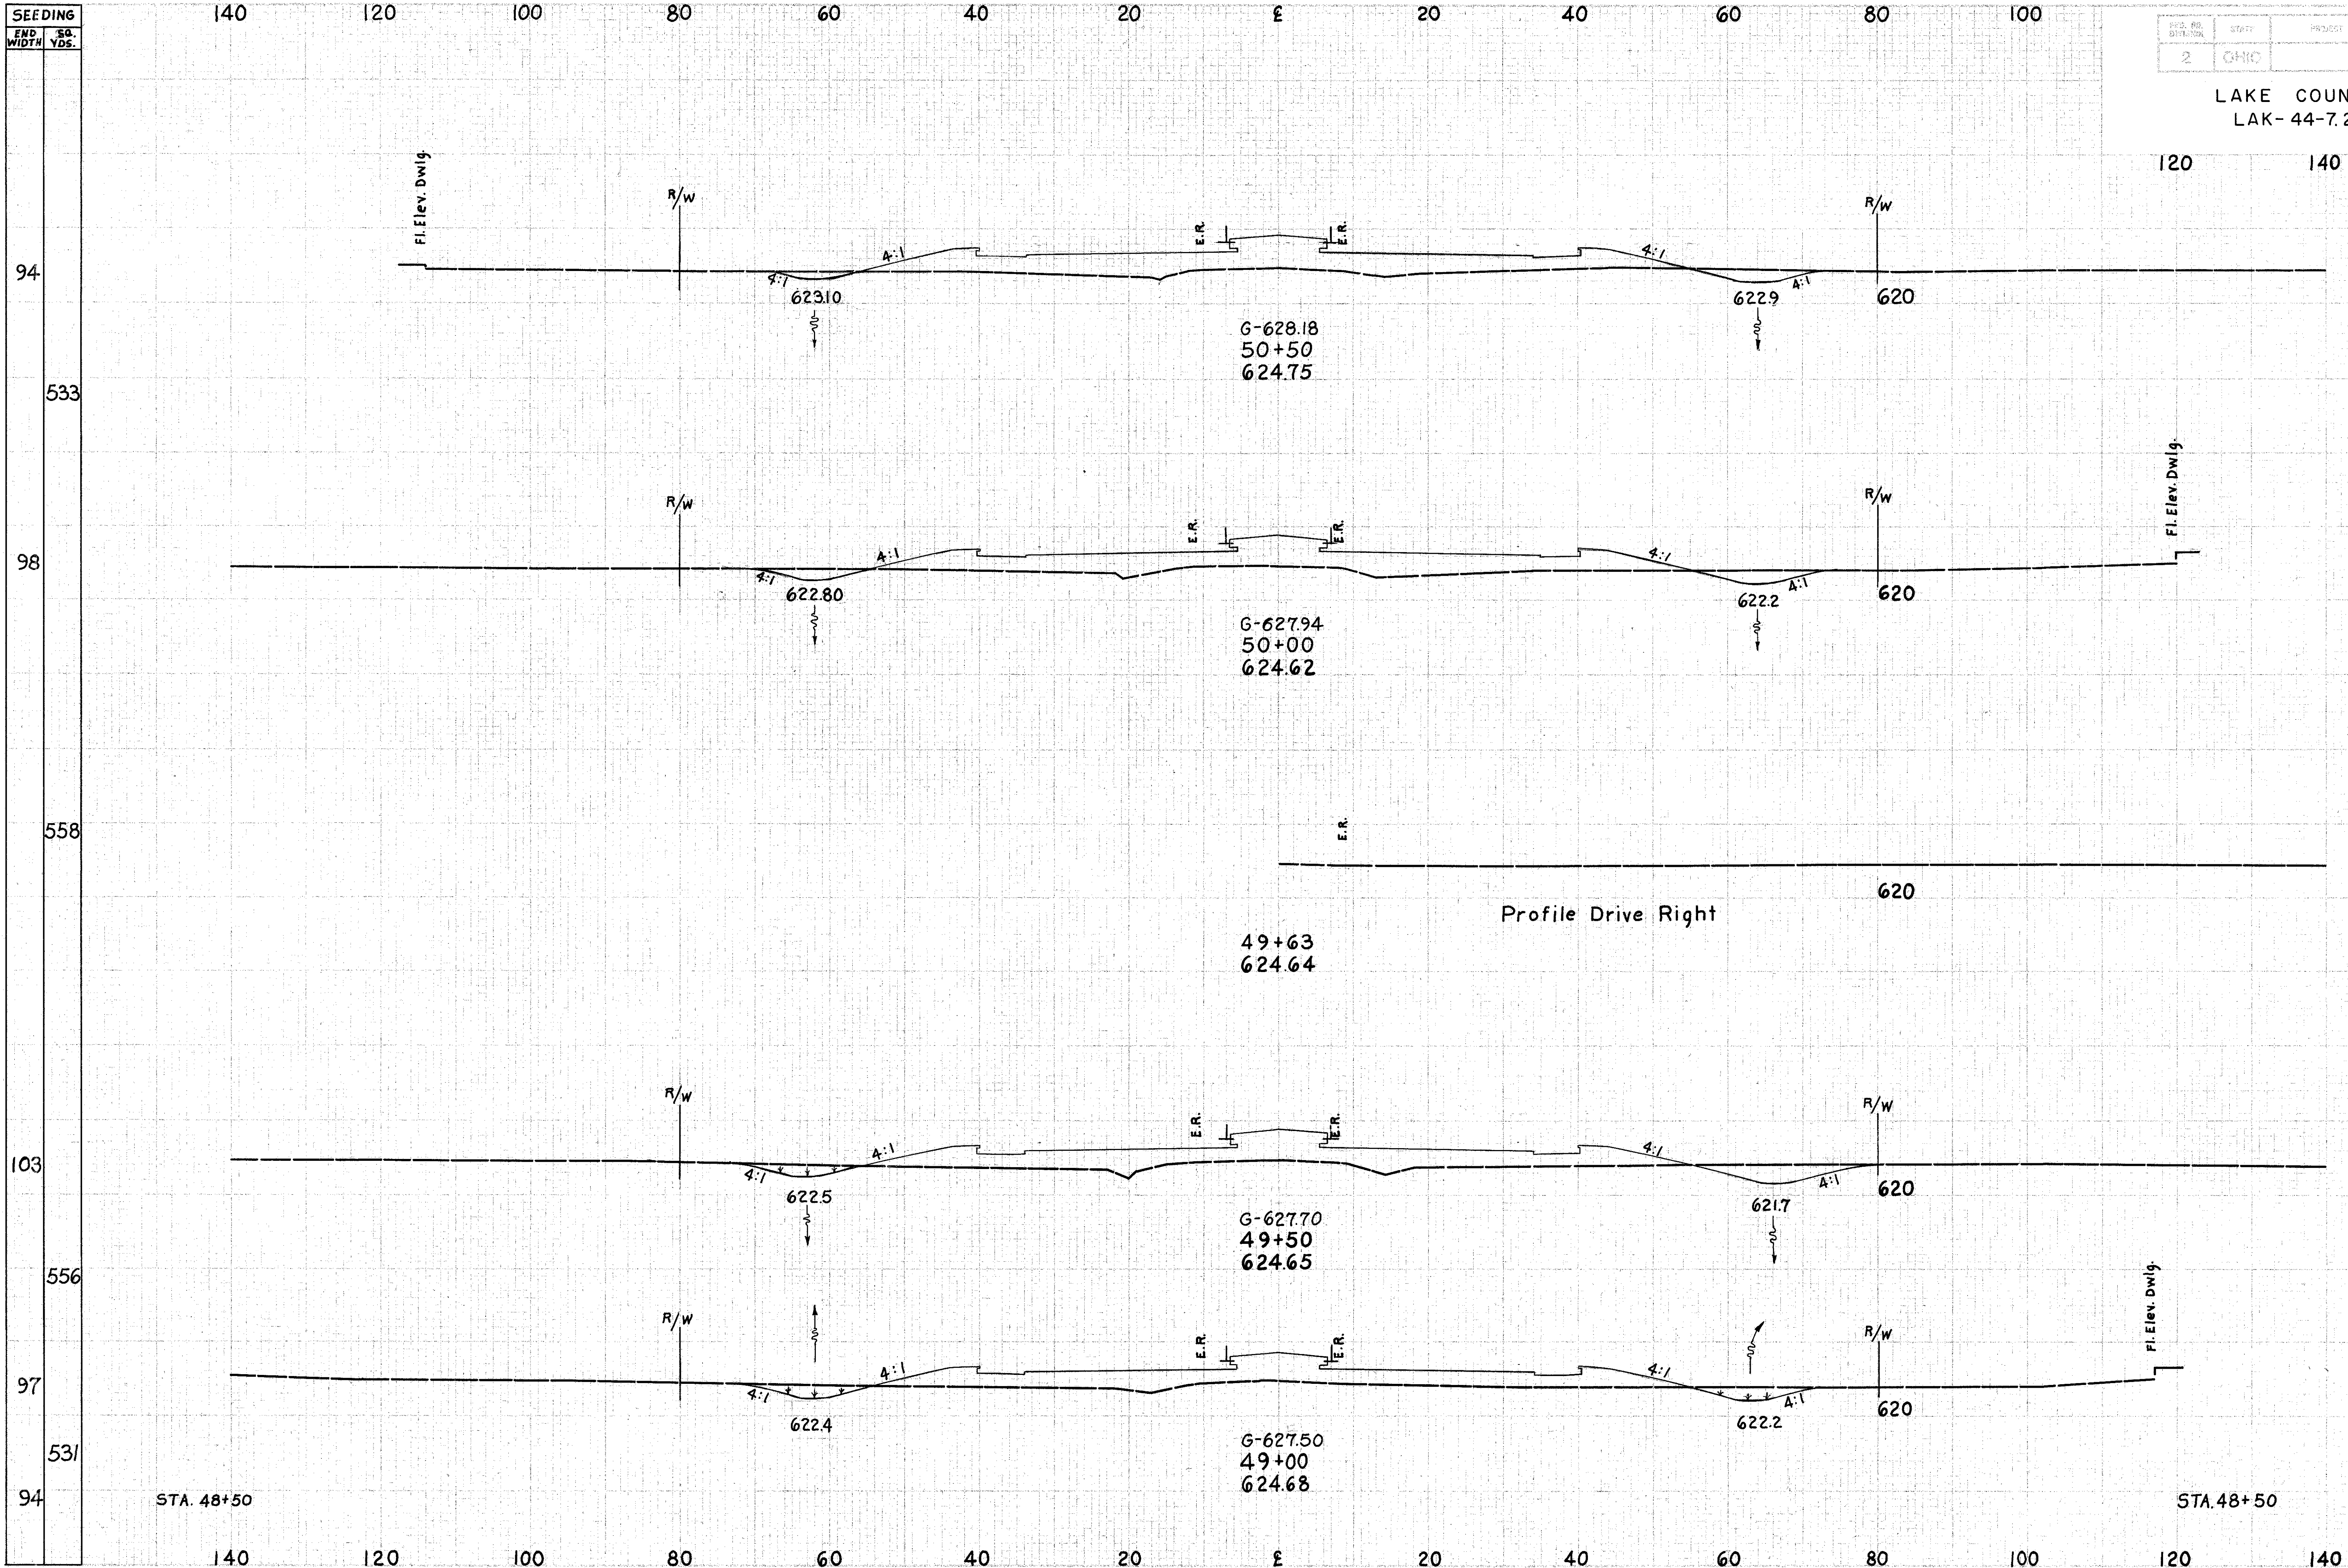 SEEDING
END WIDTH SQ. YDS.
140 120 100 80 60 40 20 ℄ 20 40 60 80 100
2 OHIO
LAKE COUN
LAK-44-7.2
120 140
Fl. Elev. Dwlg.
R/W R/W
E.R. E.R.
4:1 4:1
94
4:1 4:1
623.10 622.9 620
G-628.18
50+50
624.75
533
Fl. Elev. Dwlg.
R/W R/W
E.R. E.R.
98
4:1 4:1
4:1 4:1
622.80 622.2 620
G-627.94
50+00
624.62
558
E.R.
620
Profile Drive Right
49+63
624.64
R/W R/W
E.R. E.R.
4:1 4:1
103
4:1 4:1
622.5 621.7 620
G-627.70
49+50
624.65
556
Fl. Elev. Dwlg.
R/W R/W
E.R. E.R.
4:1 4:1
97
4:1 4:1
622.4 622.2 620
G-627.50
49+00
624.68
531
94
STA. 48+50 STA. 48+50
140 120 100 80 60 40 20 ℄ 20 40 60 80 100 120 140